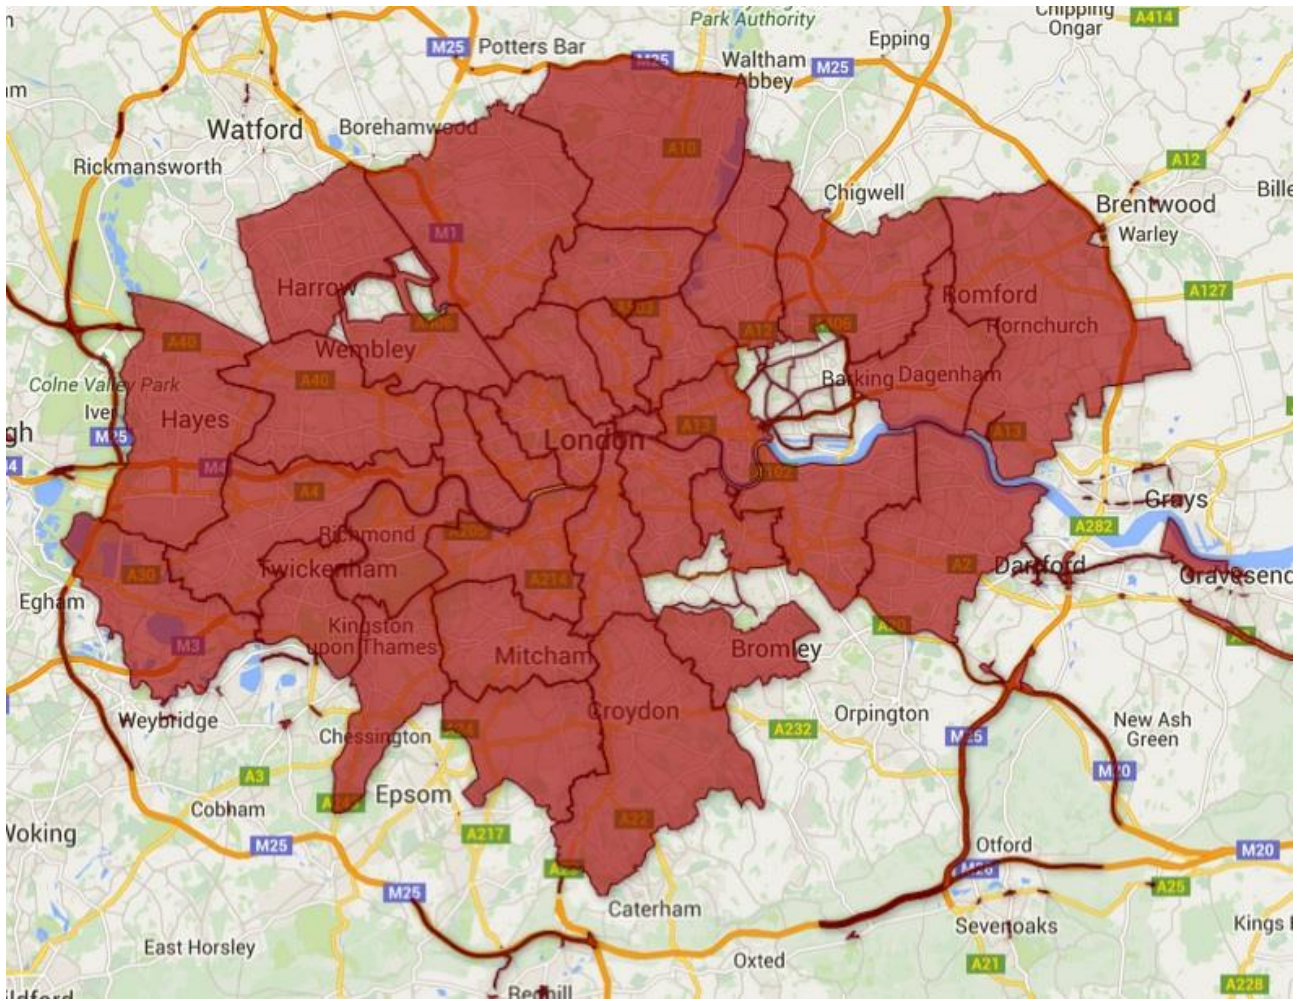 Park Authority
Chipping
Ongar
A414
M25
Potters Bar
M25
Waltham
Abbey
M25
Epping
Watford
Borehamwood
A10
A12
Rickmansworth
Chigwell
Brentwood
Warley
M1
Harrow
Romford
A127
Hornchurch
A40
A406
A103
A12
A406
Wembley
Colne Valley Park
A40
Barking
Dagenham
Iver
Hayes
M25
London
A13
A13
M4
A4
A102
Grays
Richmond
A205
A282
Twickenham
A30
A214
A2
Dartford
Egham
Kingston
upon Thames
A20
M3
Mitcham
Bromley
Weybridge
Croydon
Orpington
New Ash
Green
Chessington
A232
M25
A3
M20
Epsom
Cobham
A22
A217
Woking
M25
Otford
M20
M26
A25
M25
Caterham
Sevenoaks
East Horsley
Oxted
A21
A228
Redhill